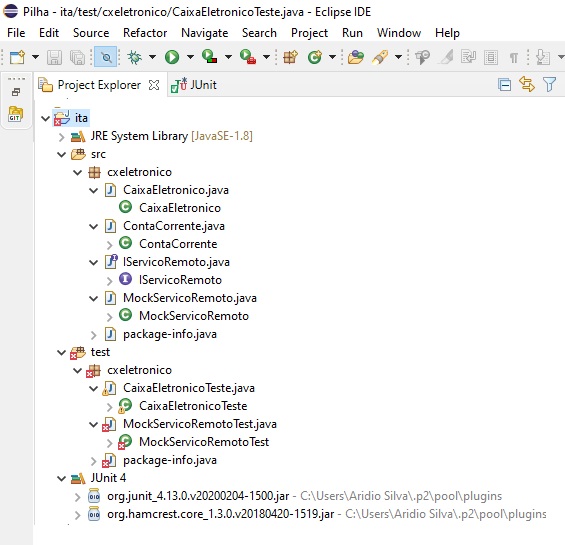 Pilha - ita/test/cxeletronico/CaixaEletronicoTeste.java - Eclipse IDE
File Edit Source Refactor Navigate Search Project Run Window Help
Project Explorer JUnit
GIT
ita
JRE System Library [JavaSE-1.8]
src
cxeletronico
CaixaEletronico.java
CaixaEletronico
ContaCorrente.java
ContaCorrente
IServicoRemoto.java
IServicoRemoto
MockServicoRemoto.java
MockServicoRemoto
package-info.java
test
cxeletronico
CaixaEletronicoTeste.java
CaixaEletronicoTeste
MockServicoRemotoTest.java
MockServicoRemotoTest
package-info.java
JUnit 4
org.junit_4.13.0.v20200204-1500.jar - C:\Users\Aridio Silva\.p2\pool\plugins
org.hamcrest.core_1.3.0.v20180420-1519.jar - C:\Users\Aridio Silva\.p2\pool\plugins